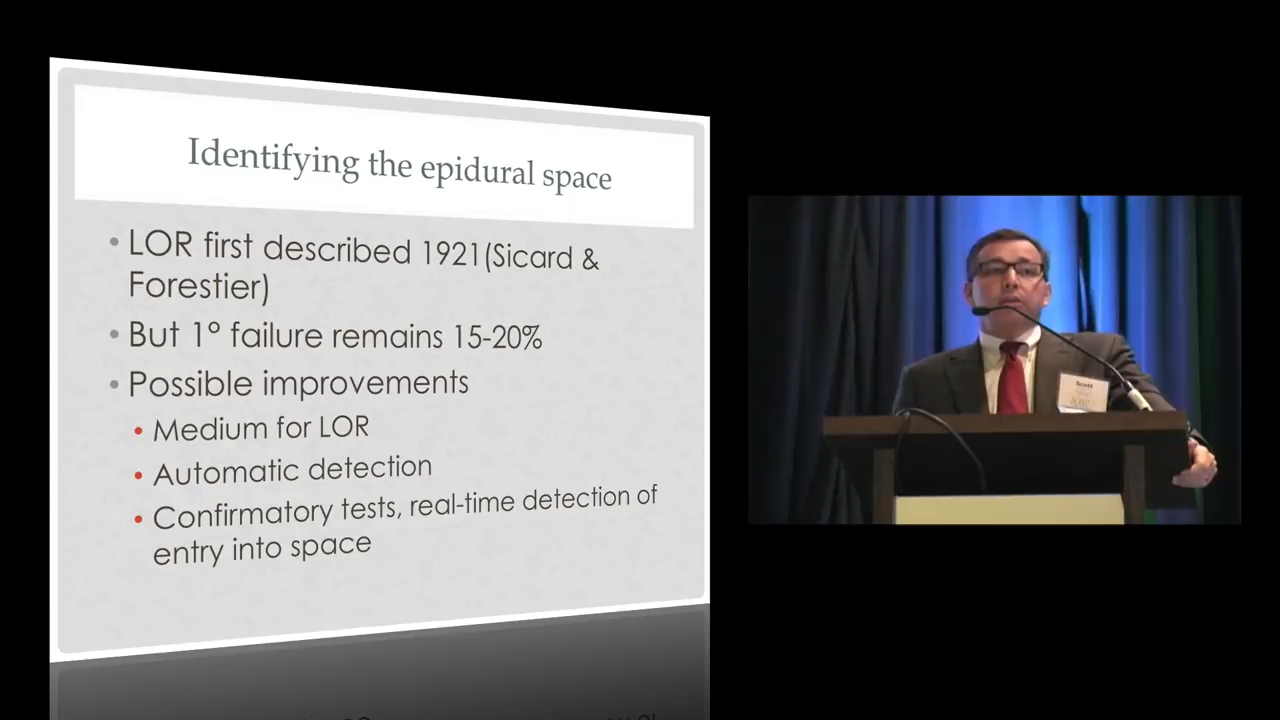 Identifying the epidural space
• LOR first described 1921(Sicard &
Forestier)
• But 1° failure remains 15-20%
• Possible improvements
• Medium for LOR
• Automatic detection
• Confirmatory tests, real-time detection of
entry into space
Scott